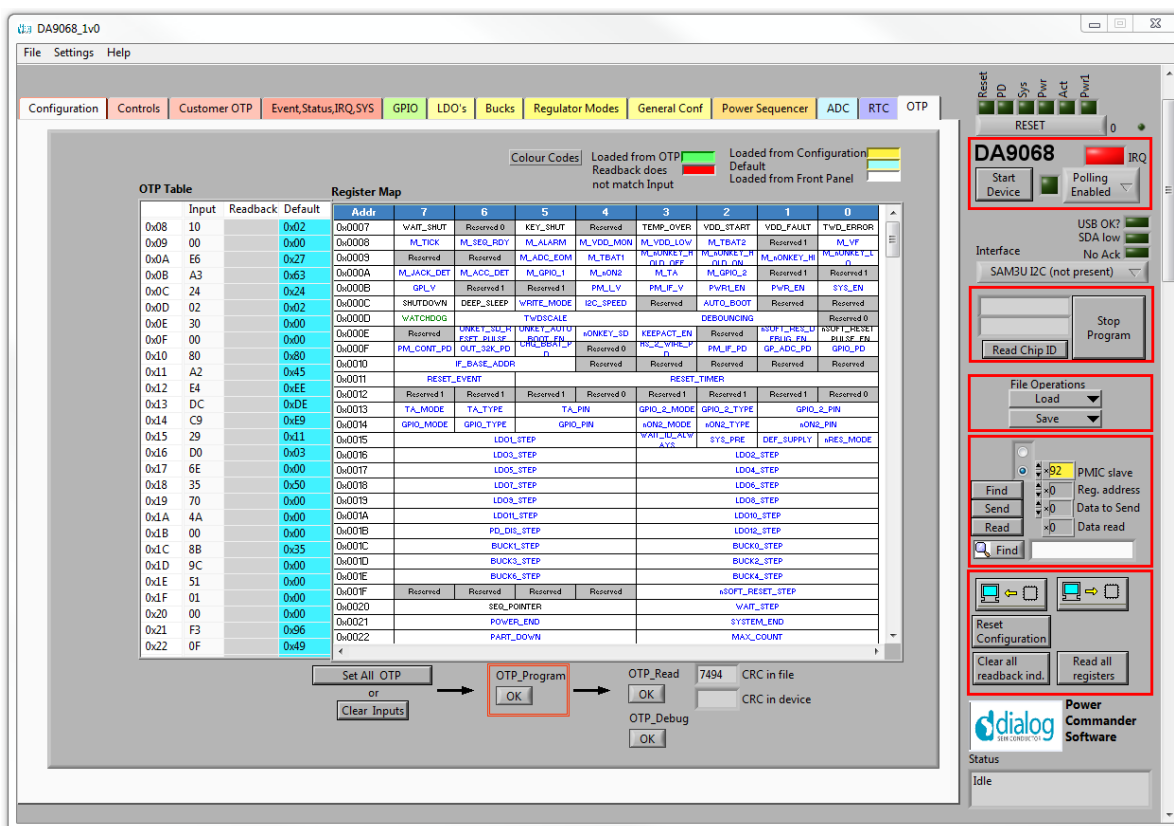 DA9068_1v0
File Settings Help
Configuration Controls Customer OTP Event,Status,IRQ,SYS GPIO LDO's Bucks Regulator Modes General Conf Power Sequencer ADC RTC OTP
Colour Codes Loaded from OTP Loaded from Configuration
Readback does Default
not match Input Loaded from Front Panel
OTP Table
Input Readback Default
0x08 10 0x02
0x09 00 0x00
0x0A E6 0x27
0x0B A3 0x63
0x0C 24 0x24
0x0D 02 0x02
0x0E 30 0x00
0x0F 00 0x00
0x10 80 0x80
0x11 A2 0x45
0x12 E4 0xEE
0x13 DC 0xDE
0x14 C9 0xE9
0x15 29 0x11
0x16 D0 0x03
0x17 6E 0x00
0x18 35 0x50
0x19 70 0x00
0x1A 4A 0x00
0x1B 00 0x00
0x1C 8B 0x35
0x1D 9C 0x00
0x1E 51 0x00
0x1F 01 0x00
0x20 00 0x00
0x21 F3 0x96
0x22 0F 0x49
Register Map
Addr 7 6 5 4 3 2 1 0
0x0007 WAIT_SHUT Reserved 0 KEY_SHUT Reserved TEMP_OVER VDD_START VDD_FAULT TWD_ERROR
0x0008 M_TICK M_SEQ_RDY M_ALARM M_VDD_MON M_VDD_LOW M_TBAT2 Reserved 1 M_VF
0x0009 Reserved Reserved M_ADC_EOM M_TBAT1 M_nONKEY_HOLD_OFF M_nONKEY_HOLD_ON M_nONKEY_HI M_nONKEY_LO
0x000A M_JACK_DET M_ACC_DET M_GPIO_1 M_nON2 M_TA M_GPIO_2 Reserved 1 Reserved 1
0x000B GPI_V Reserved Reserved PM_I_V PM_IF_V PWR1_EN PWR_EN SYS_EN
0x000C SHUTDOWN DEEP_SLEEP WRITE_MODE I2C_SPEED Reserved AUTO_BOOT Reserved Reserved
0x000D WATCHDOG TWDSCALE DEBOUNCING Reserved 0
0x000E Reserved nONKEY_SD KEEPACT_EN Reserved
0x000F PM_CONT_PD OUT_32K_PD CHG_BBAT_PD Reserved 0 HS_2_WIRE_PD PM_IF_PD GP_ADC_PD GPIO_PD
0x0010 IF_BASE_ADDR Reserved Reserved Reserved Reserved
0x0011 RESET_EVENT RESET_TIMER
0x0012 Reserved 1 Reserved 1 Reserved 1 Reserved 0 Reserved 1 Reserved 1 Reserved 1 Reserved 0
0x0013 TA_MODE TA_TYPE TA_PIN GPIO_2_MODE GPIO_2_TYPE GPIO_2_PIN
0x0014 GPIO_MODE GPIO_TYPE GPIO_PIN nON2_MODE nON2_TYPE nON2_PIN
0x0015 LDO1_STEP WAIT_ID_ALWAYS SYS_PRE DEF_SUPPLY nRES_MODE
0x0016 LDO3_STEP LDO2_STEP
0x0017 LDO5_STEP LDO4_STEP
0x0018 LDO7_STEP LDO6_STEP
0x0019 LDO9_STEP LDO8_STEP
0x001A LDO11_STEP LDO10_STEP
0x001B PD_DIS_STEP LDO12_STEP
0x001C BUCK1_STEP BUCK0_STEP
0x001D BUCK3_STEP BUCK2_STEP
0x001E BUCK6_STEP BUCK4_STEP
0x001F Reserved Reserved Reserved Reserved nSOFT_RESET_STEP
0x0020 SEQ_POINTER WAIT_STEP
0x0021 POWER_END SYSTEM_END
0x0022 PART_DOWN MAX_COUNT
Set All OTP
or
Clear Inputs
OTP_Program
OK
OTP_Read
OK
7494 CRC in file
CRC in device
OTP_Debug
OK
Reset PD Sys Pwr Act Pwr1
RESET 0
DA9068 IRQ
Start Device
Polling Enabled
USB OK?
SDA low
No Ack
Interface
SAM3U I2C (not present)
Stop Program
Read Chip ID
File Operations
Load
Save
x92 PMIC slave
Find x0 Reg. address
Send x0 Data to Send
Read x0 Data read
Find
Reset
Configuration
Clear all
readback ind.
Read all
registers
dialog
SEMICONDUCTOR
Power
Commander
Software
Status
Idle